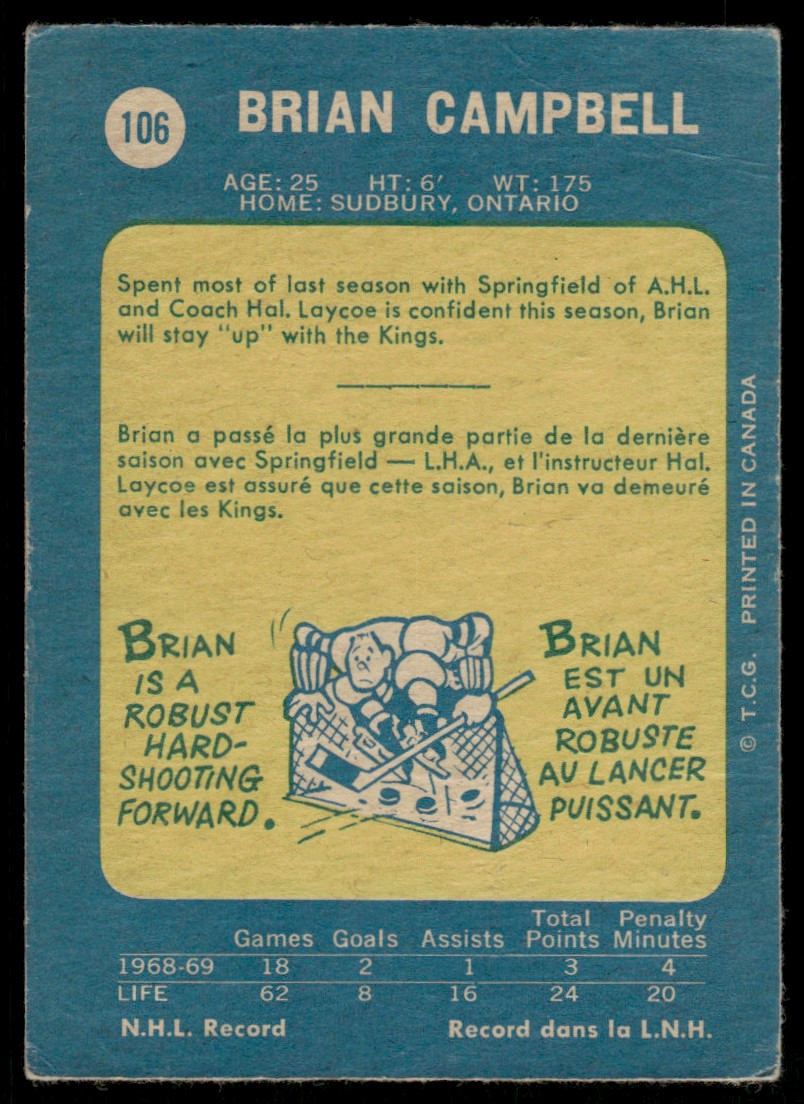 106
BRIAN CAMPBELL
AGE: 25 HT: 6' WT: 175
HOME: SUDBURY, ONTARIO
Spent most of last season with Springfield of A.H.L.
and Coach Hal. Laycoe is confident this season, Brian
will stay "up" with the Kings.
Brian a passé la plus grande partie de la dernière
saison avec Springfield — L.H.A., et l'instructeur Hal.
Laycoe est assuré que cette saison, Brian va demeuré
avec les Kings.
BRIAN
IS A
ROBUST
HARD-
SHOOTING
FORWARD.
BRIAN
EST UN
AVANT
ROBUSTE
AU LANCER
PUISSANT.
© T.C.G. PRINTED IN CANADA
Total Penalty
Games Goals Assists Points Minutes
1968-69 18 2 1 3 4
LIFE 62 8 16 24 20
N.H.L. Record Record dans la L.N.H.